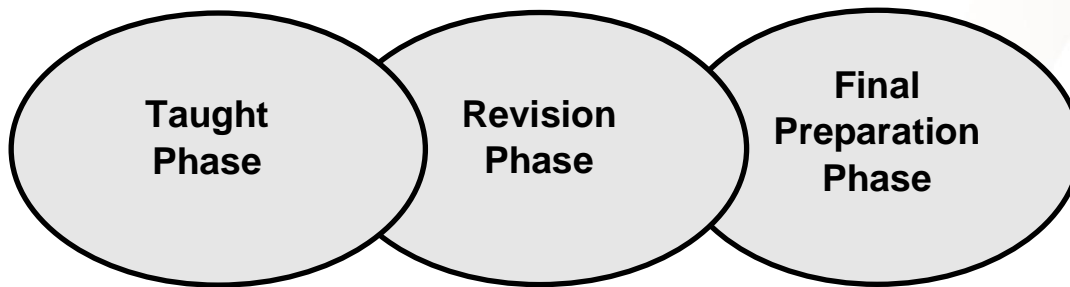 Taught
Phase
Revision
Phase
Final
Preparation
Phase